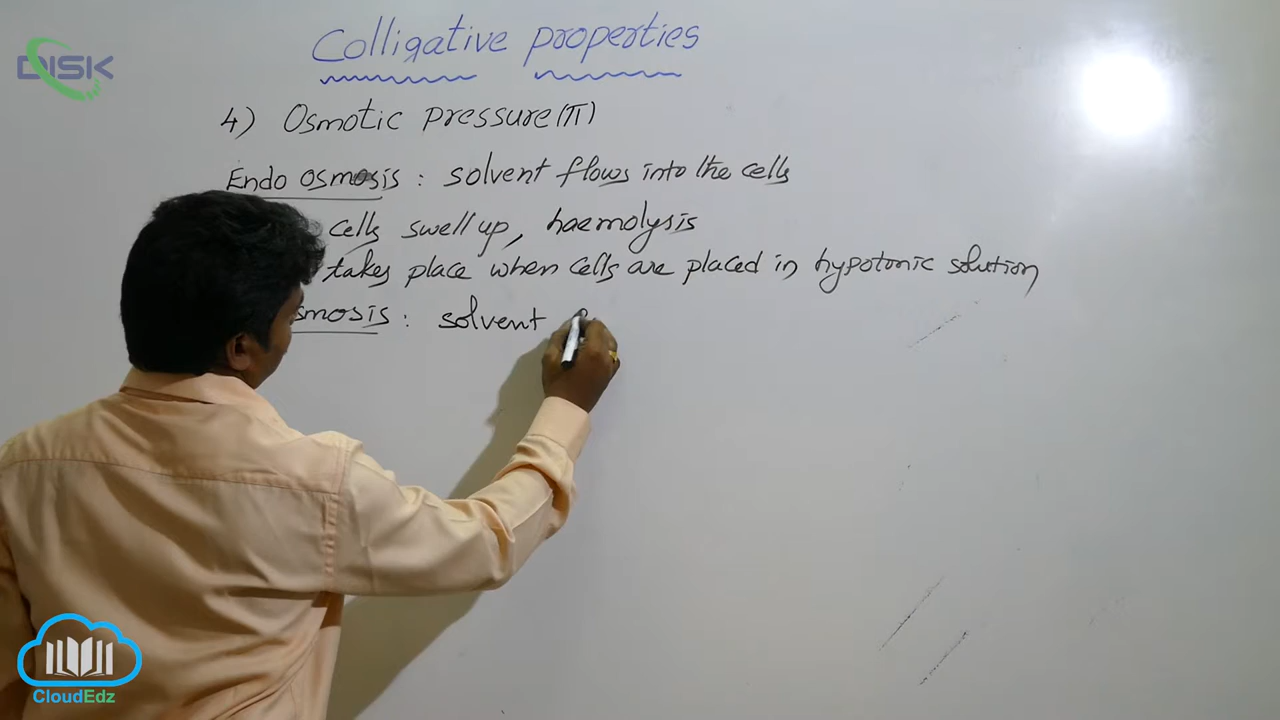 DISK
Colligative properties
4) Osmotic pressure(π)
Endo osmosis : solvent flows into the cells
cells swell up, haemolysis
takes place when cells are placed in hypotonic solution
smosis : solvent
CloudEdz